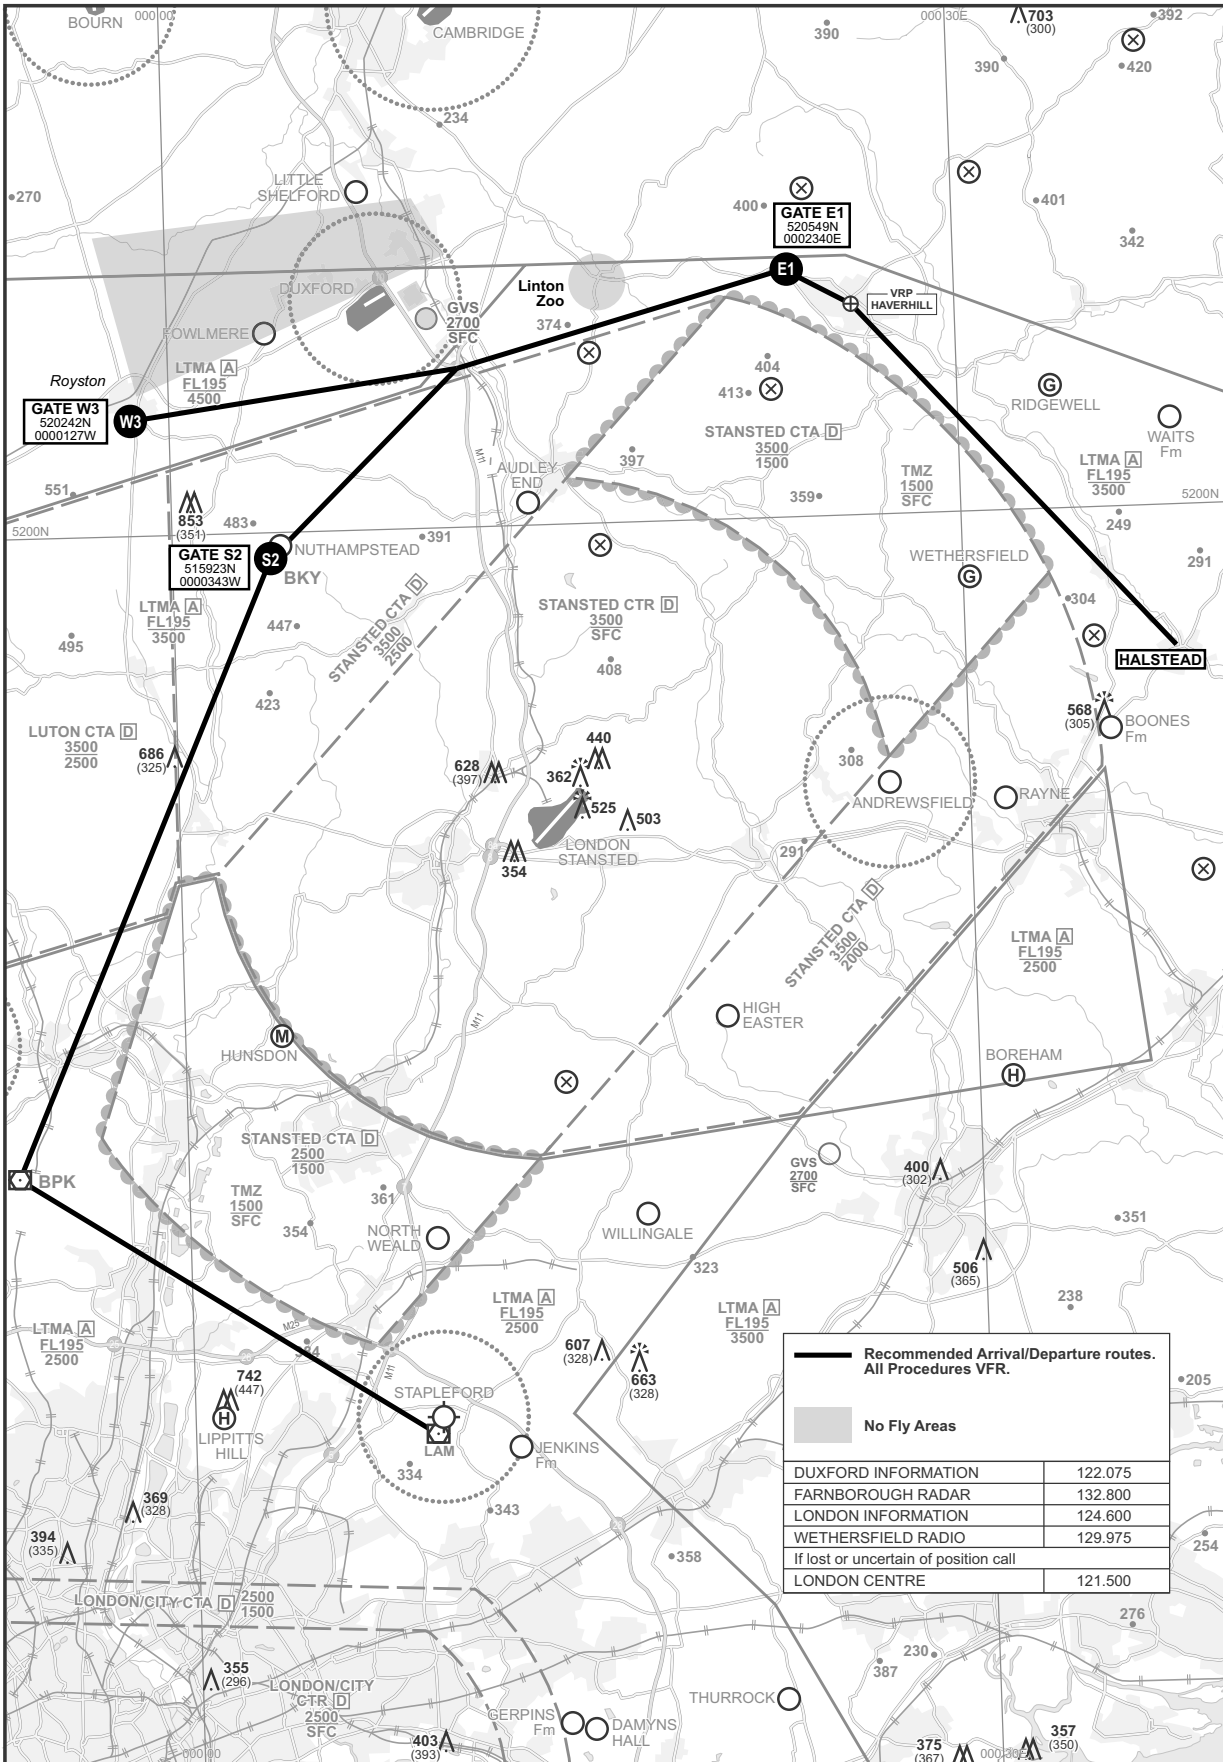 BOURN
000 00
CAMBRIDGE
390
000 30E
703
(300)
392
390
420
234
LITTLE
SHELFORD
270
400
401
342
GATE E1
520549N
0002340E
E1
VRP
HAVERHILL
Linton
Zoo
DUXFORD
GVS
2700
SFC
374
FOWLMERE
LTMA A
FL195
4500
Royston
GATE W3
520242N
0000127W
W3
404
413
G
RIDGEWELL
WAITS
Fm
STANSTED CTA D
3500
1500
M11
AUDLEY
END
397
TMZ
1500
SFC
LTMA A
FL195
3500
551
853
(351)
483
359
5200N
249
5200N
391
NUTHAMPSTEAD
GATE S2
515923N
0000343W
S2
BKY
WETHERSFIELD
G
291
LTMA A
FL195
3500
STANSTED CTA D
3500
2500
STANSTED CTR D
3500
SFC
304
495
447
408
HALSTEAD
423
568
(305)
BOONES
Fm
LUTON CTA D
3500
2500
686
(325)
440
308
628
(397)
362
ANDREWSFIELD
RAYNE
525
503
LONDON
STANSTED
291
354
STANSTED CTA D
3500
2000
LTMA A
FL195
2500
M11
HIGH
EASTER
M
HUNSDON
BOREHAM
H
STANSTED CTA D
2500
1500
GVS
2700
SFC
400
(302)
BPK
TMZ
1500
SFC
361
354
NORTH
WEALD
WILLINGALE
351
323
506
(365)
LTMA A
FL195
2500
LTMA A
FL195
3500
238
LTMA A
FL195
2500
M25
384
M11
607
(328)
663
(328)
742
(447)
H
LIPPITTS
HILL
STAPLEFORD
LAM
JENKINS
Fm
334
343
205
Recommended Arrival/Departure routes.
All Procedures VFR.
No Fly Areas
DUXFORD INFORMATION 122.075
FARNBOROUGH RADAR 132.800
LONDON INFORMATION 124.600
WETHERSFIELD RADIO 129.975
If lost or uncertain of position call
LONDON CENTRE 121.500
369
(328)
394
(335)
358
254
LONDON/CITY CTA D 2500
1500
276
230
387
355
(296)
LONDON/CITY
CTR D
2500
SFC
THURROCK
GERPINS
Fm
DAMYNS
HALL
403
(393)
000 00
375
(367)
000 30E
357
(350)